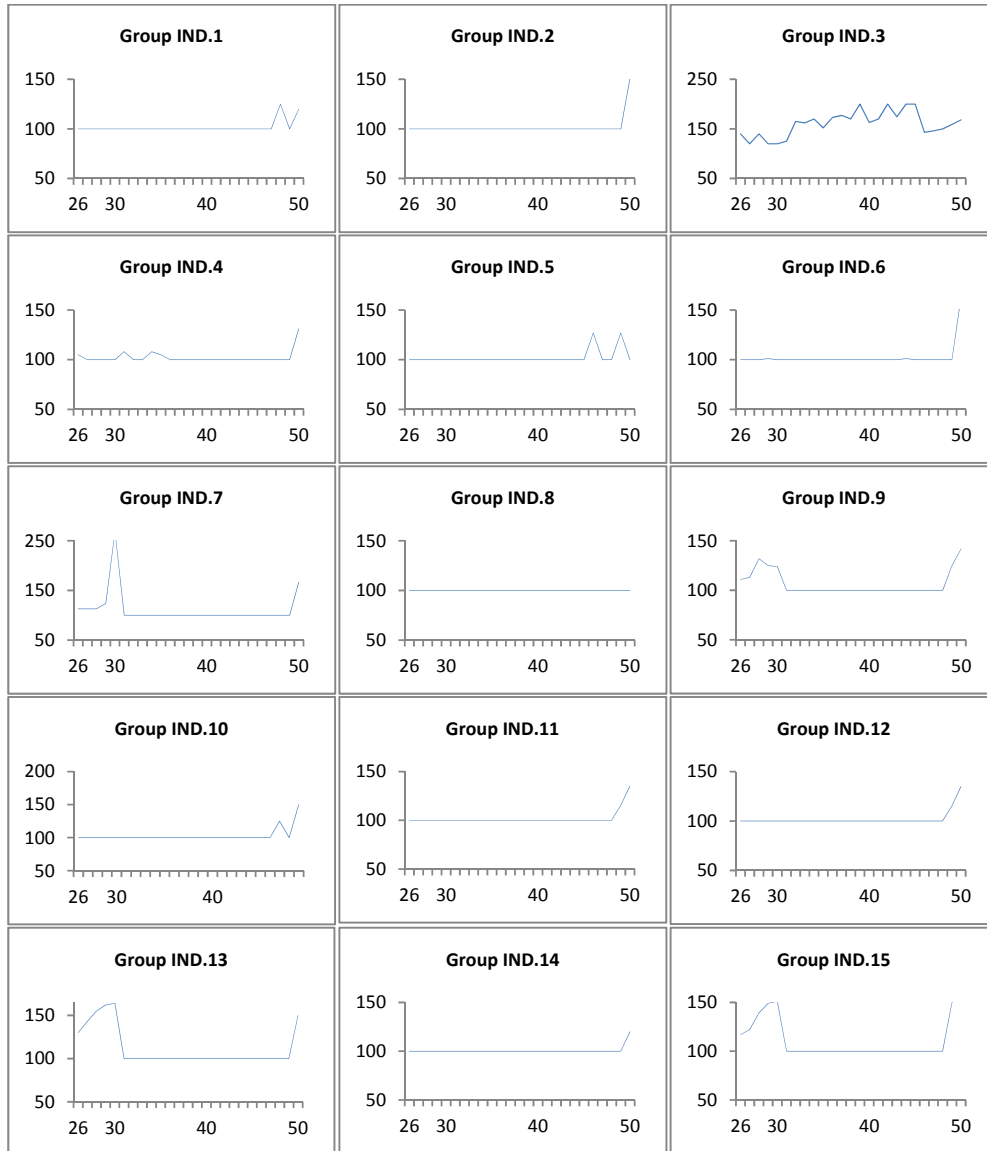 Group IND.1
150
100
50
26 30 40 50
Group IND.2
150
100
50
26 30 40 50
Group IND.3
250
150
50
26 30 40 50
Group IND.4
150
100
50
26 30 40 50
Group IND.5
150
100
50
26 30 40 50
Group IND.6
150
100
50
26 30 40 50
Group IND.7
250
150
50
26 30 40 50
Group IND.8
150
100
50
26 30 40 50
Group IND.9
150
100
50
26 30 40 50
Group IND.10
200
150
100
50
26 30 40
Group IND.11
150
100
50
26 30 40 50
Group IND.12
150
100
50
26 30 40 50
Group IND.13
150
100
50
26 30 40 50
Group IND.14
150
100
50
26 30 40 50
Group IND.15
150
100
50
26 30 40 50